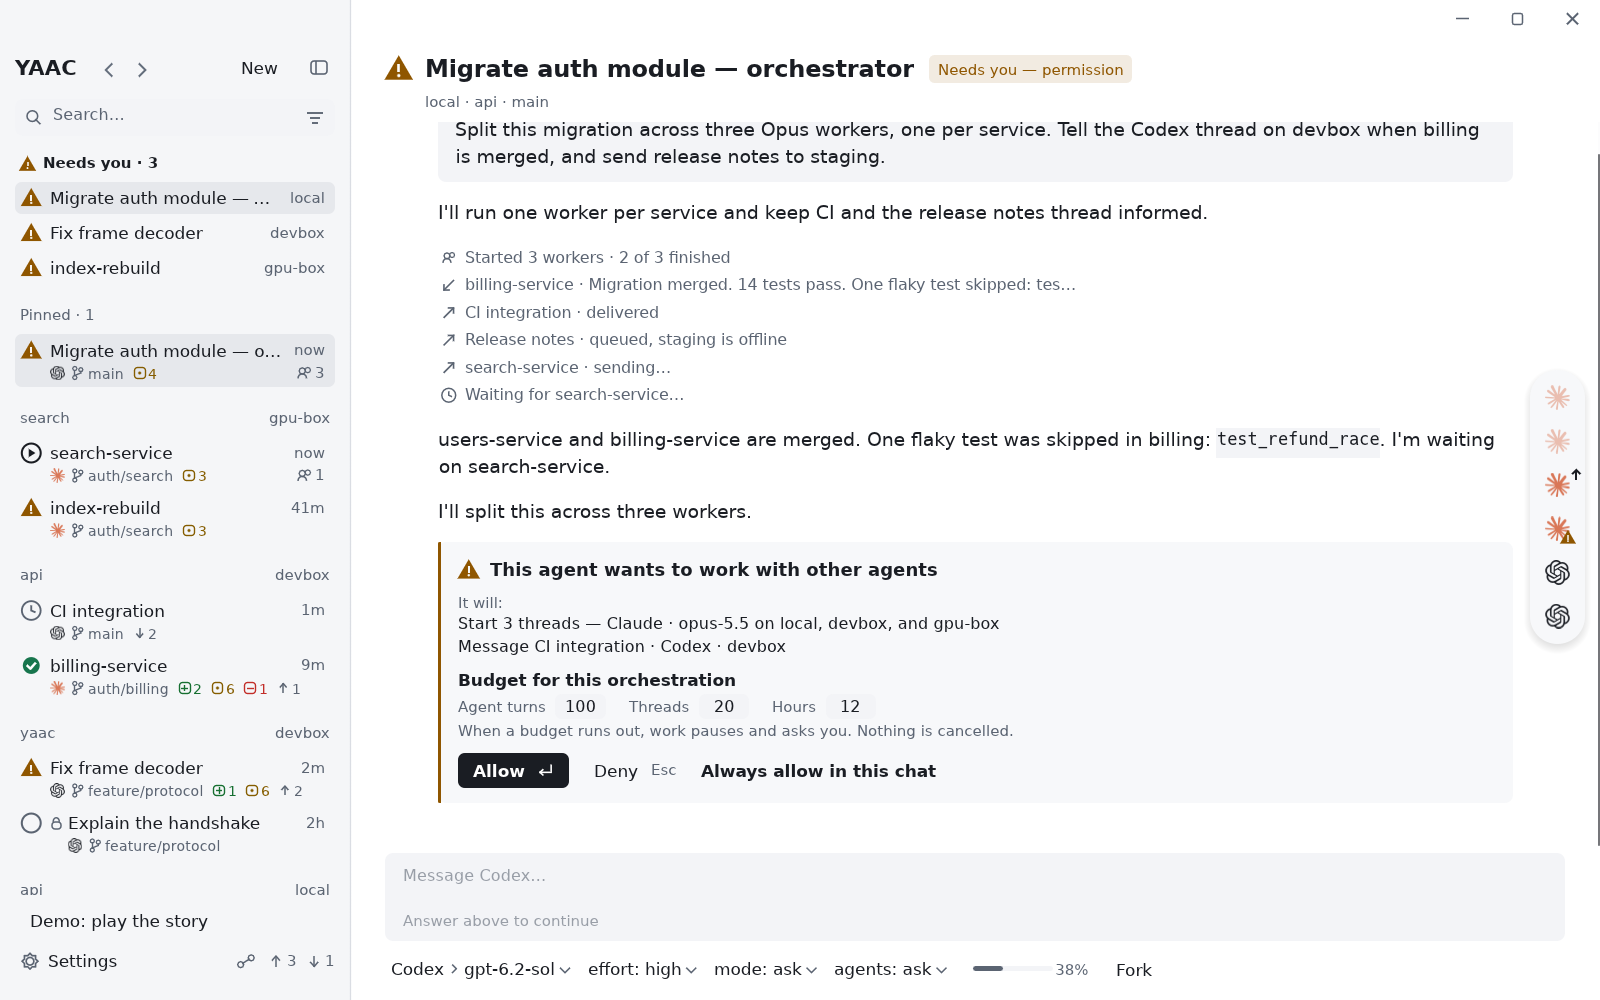 YAAC
New
Search…
Needs you · 3
Migrate auth module — … local
Fix frame decoder devbox
index-rebuild gpu-box
Pinned · 1
Migrate auth module — o… now
main 4 3
search gpu-box
search-service now
auth/search 3 1
index-rebuild 41m
auth/search 3
api devbox
CI integration 1m
main 2
billing-service 9m
auth/billing 2 6 1 1
yaac devbox
Fix frame decoder 2m
feature/protocol 1 6 2
Explain the handshake 2h
feature/protocol
api local
Demo: play the story
Settings 3 1
Migrate auth module — orchestrator Needs you — permission
local · api · main
Split this migration across three Opus workers, one per service. Tell the Codex thread on devbox when billing
is merged, and send release notes to staging.
I'll run one worker per service and keep CI and the release notes thread informed.
Started 3 workers · 2 of 3 finished
billing-service · Migration merged. 14 tests pass. One flaky test skipped: tes…
CI integration · delivered
Release notes · queued, staging is offline
search-service · sending…
Waiting for search-service…
users-service and billing-service are merged. One flaky test was skipped in billing: test_refund_race. I'm waiting
on search-service.
I'll split this across three workers.
This agent wants to work with other agents
It will:
Start 3 threads — Claude · opus-5.5 on local, devbox, and gpu-box
Message CI integration · Codex · devbox
Budget for this orchestration
Agent turns 100 Threads 20 Hours 12
When a budget runs out, work pauses and asks you. Nothing is cancelled.
Allow Deny Esc Always allow in this chat
Message Codex…
Answer above to continue
Codex gpt-6.2-sol effort: high mode: ask agents: ask 38% Fork